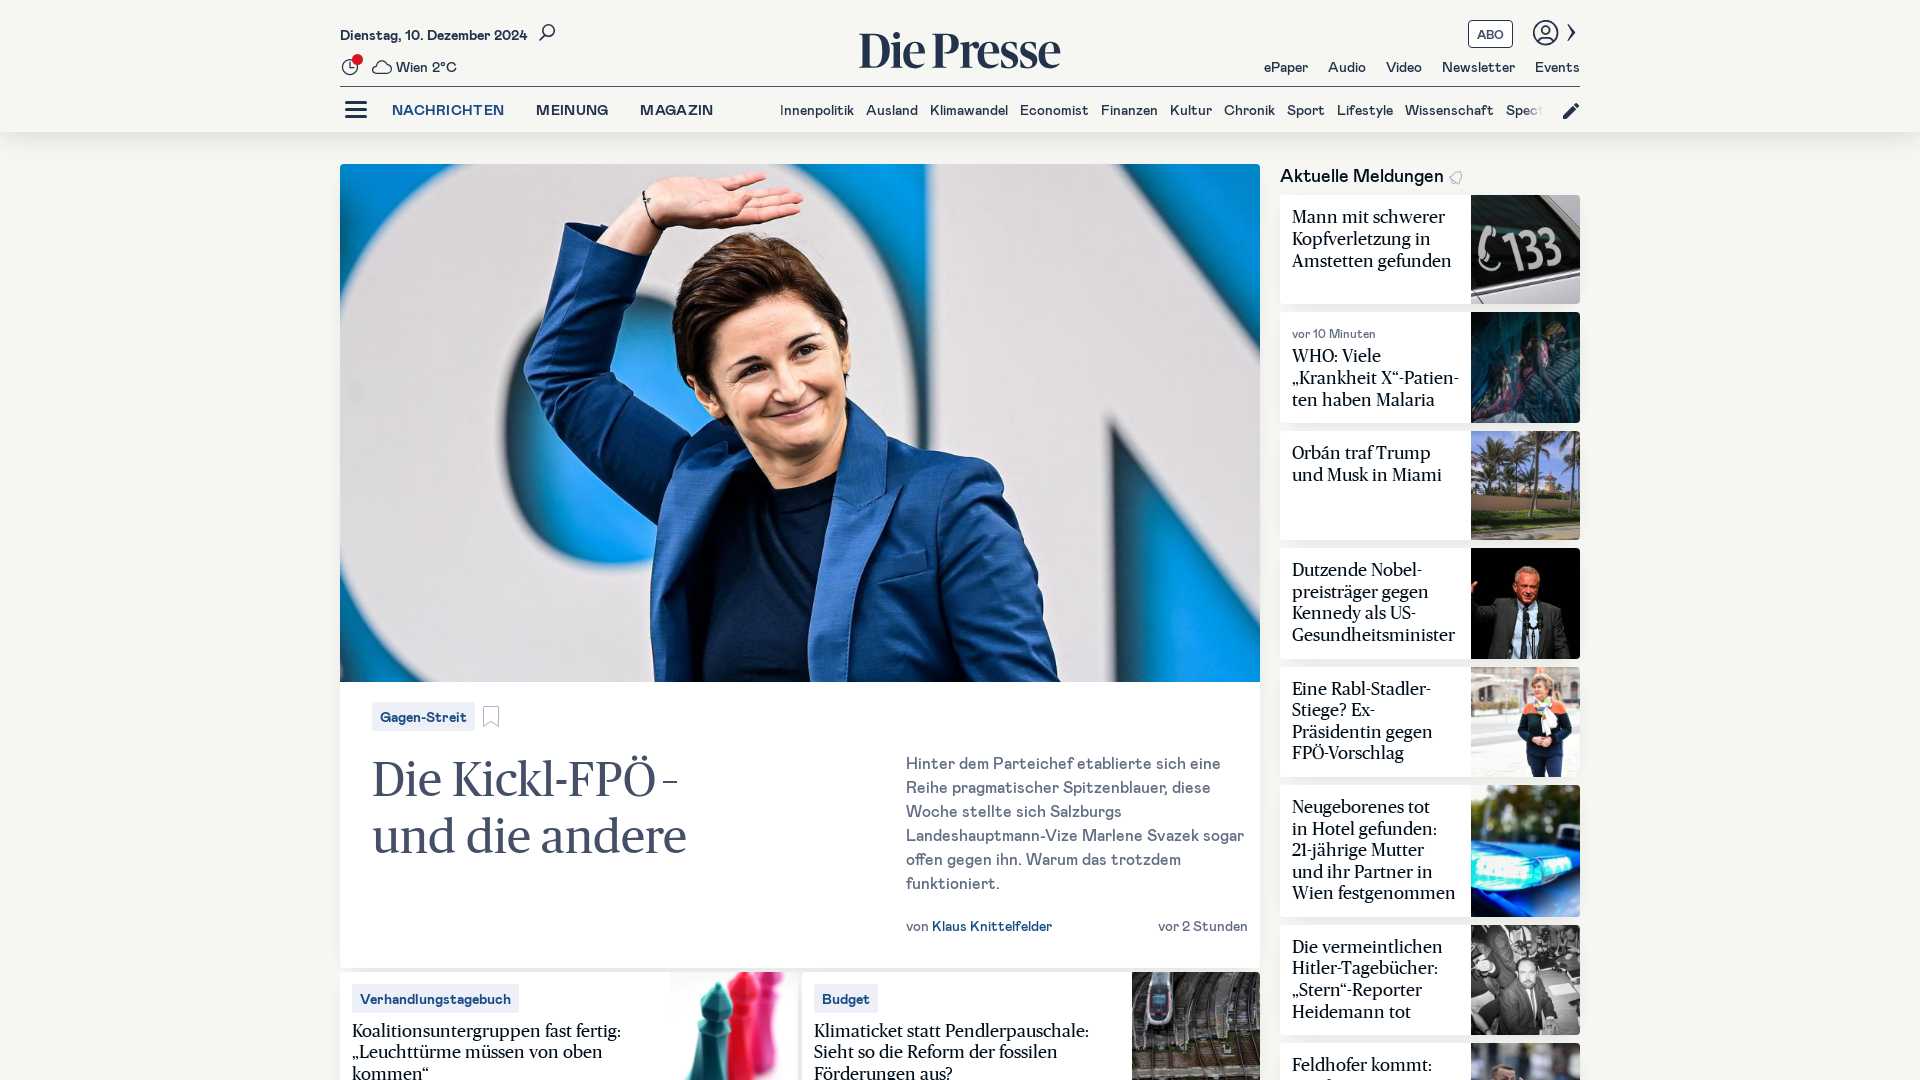 Dienstag, 10. Dezember 2024
Wien 2°C
Die Presse
ABO
ePaper Audio Video Newsletter Events
NACHRICHTEN MEINUNG MAGAZIN
Innenpolitik Ausland Klimawandel Economist Finanzen Kultur Chronik Sport Lifestyle Wissenschaft Spect
Gagen-Streit
Die Kickl-FPÖ –
und die andere
Hinter dem Parteichef etablierte sich eine
Reihe pragmatischer Spitzenblauer, diese
Woche stellte sich Salzburgs
Landeshauptmann-Vize Marlene Svazek sogar
offen gegen ihn. Warum das trotzdem
funktioniert.
von Klaus Knittelfelder
vor 2 Stunden
Verhandlungstagebuch
Koalitionsuntergruppen fast fertig:
„Leuchttürme müssen von oben
kommen“
Budget
Klimaticket statt Pendlerpauschale:
Sieht so die Reform der fossilen
Förderungen aus?
Aktuelle Meldungen
Mann mit schwerer
Kopfverletzung in
Amstetten gefunden
133
vor 10 Minuten
WHO: Viele
„Krankheit X“-Patien-
ten haben Malaria
Orbán traf Trump
und Musk in Miami
Dutzende Nobel-
preisträger gegen
Kennedy als US-
Gesundheitsminister
Eine Rabl-Stadler-
Stiege? Ex-
Präsidentin gegen
FPÖ-Vorschlag
Neugeborenes tot
in Hotel gefunden:
21-jährige Mutter
und ihr Partner in
Wien festgenommen
Die vermeintlichen
Hitler-Tagebücher:
„Stern“-Reporter
Heidemann tot
Feldhofer kommt: